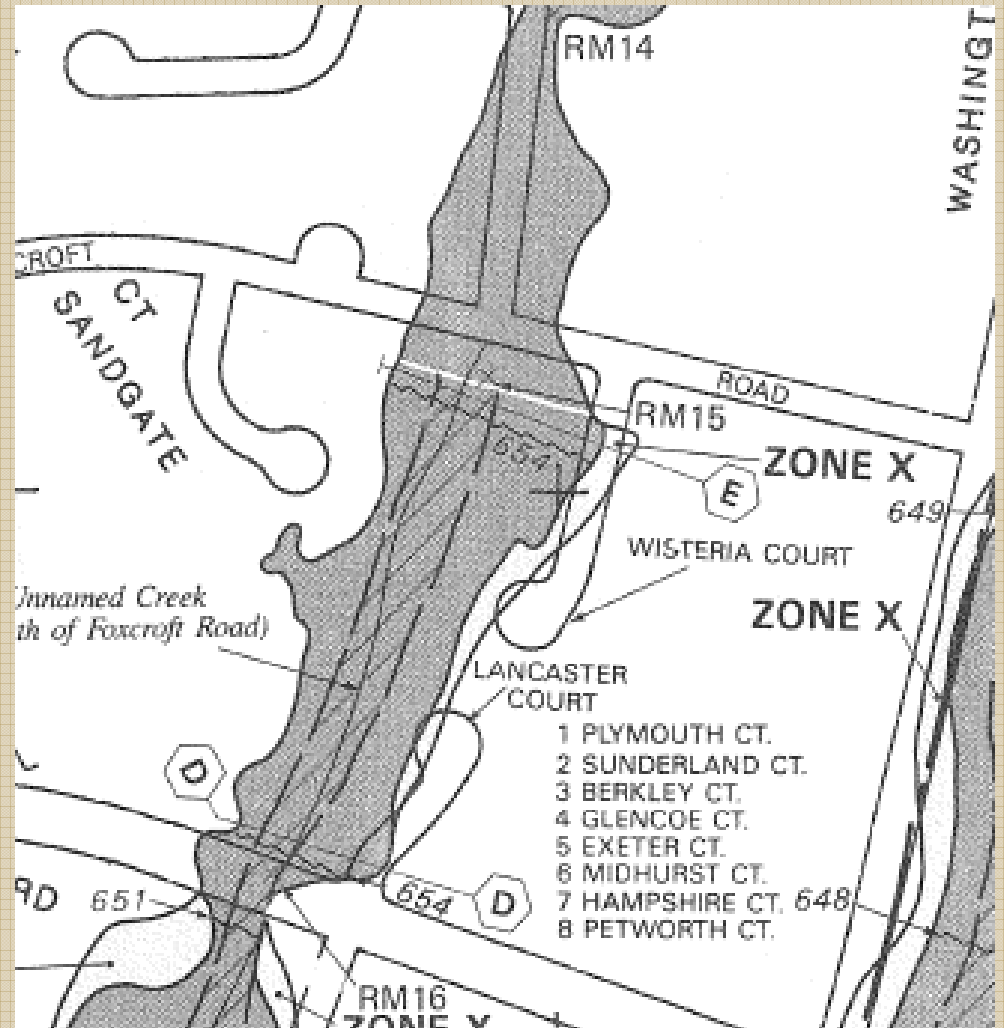 RM14
WASHINGT
CROFT
CT
SANDGATE
ROAD
RM15
ZONE X
654
E
649
WISTERIA COURT
Unnamed Creek
th of Foxcroft Road)
ZONE X
LANCASTER
COURT
1 PLYMOUTH CT.
2 SUNDERLAND CT.
3 BERKLEY CT.
4 GLENCOE CT.
5 EXETER CT.
6 MIDHURST CT.
7 HAMPSHIRE CT.
8 PETWORTH CT.
D
RD
651
654
D
648
RM16
ZONE X